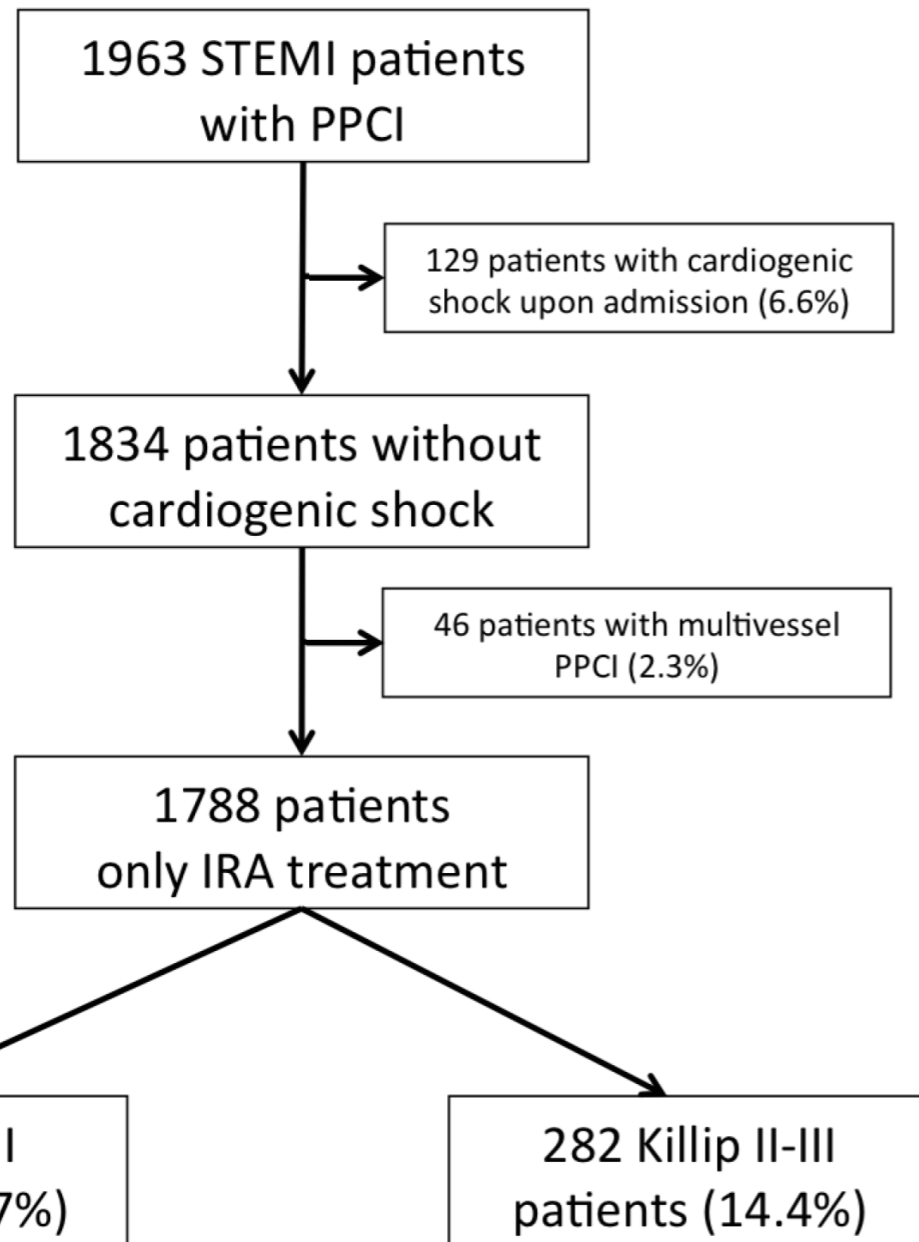 1963 STEMI patients
with PPCI
129 patients with cardiogenic
shock upon admission (6.6%)
1834 patients without
cardiogenic shock
46 patients with multivessel
PPCI (2.3%)
1788 patients
only IRA treatment
I
7%)
282 Killip II-III
patients (14.4%)